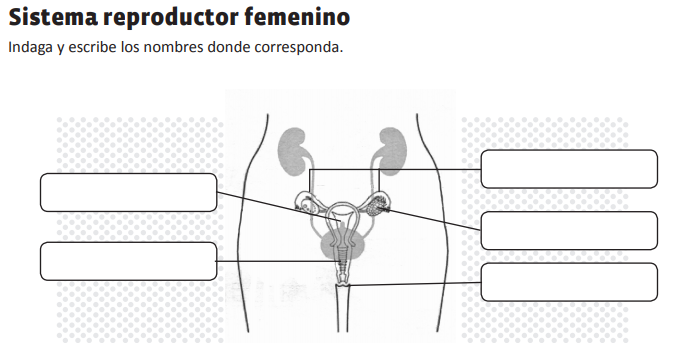 Sistema reproductor femenino
Indaga y escribe los nombres donde corresponda.